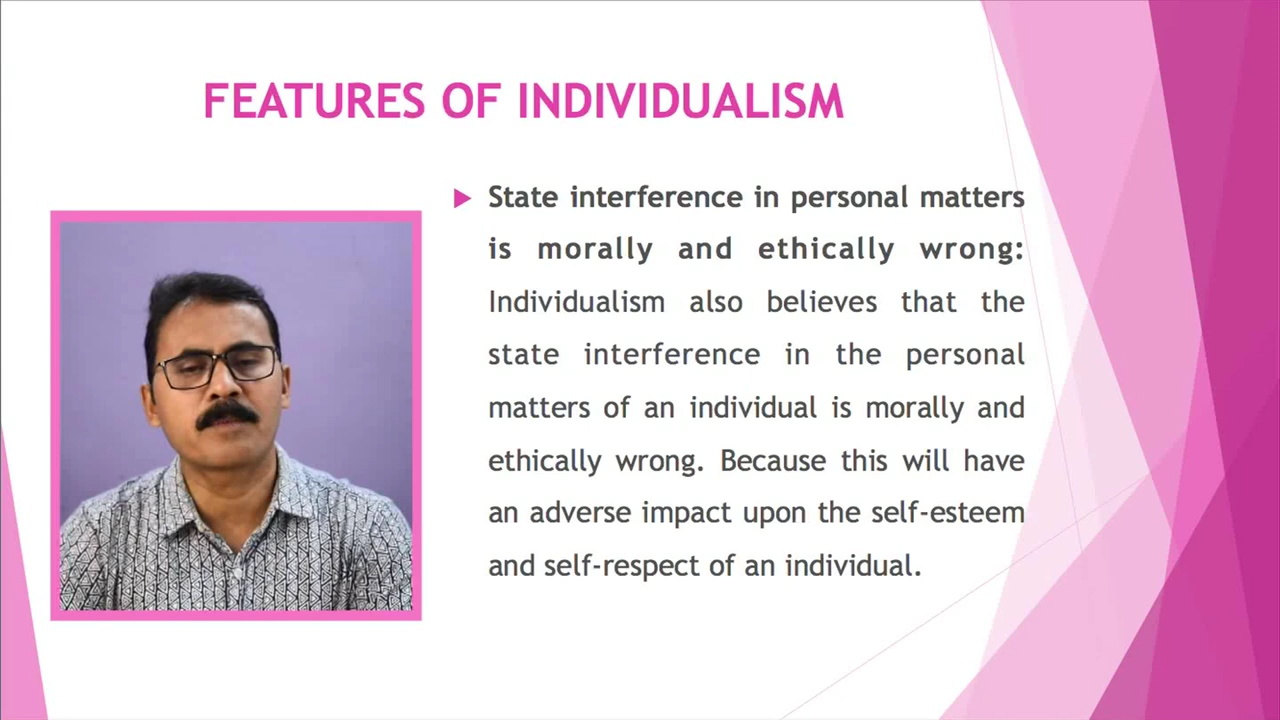 FEATURES OF INDIVIDUALISM
State interference in personal matters
is morally and ethically wrong:
Individualism also believes that the
state interference in the personal
matters of an individual is morally and
ethically wrong. Because this will have
an adverse impact upon the self-esteem
and self-respect of an individual.